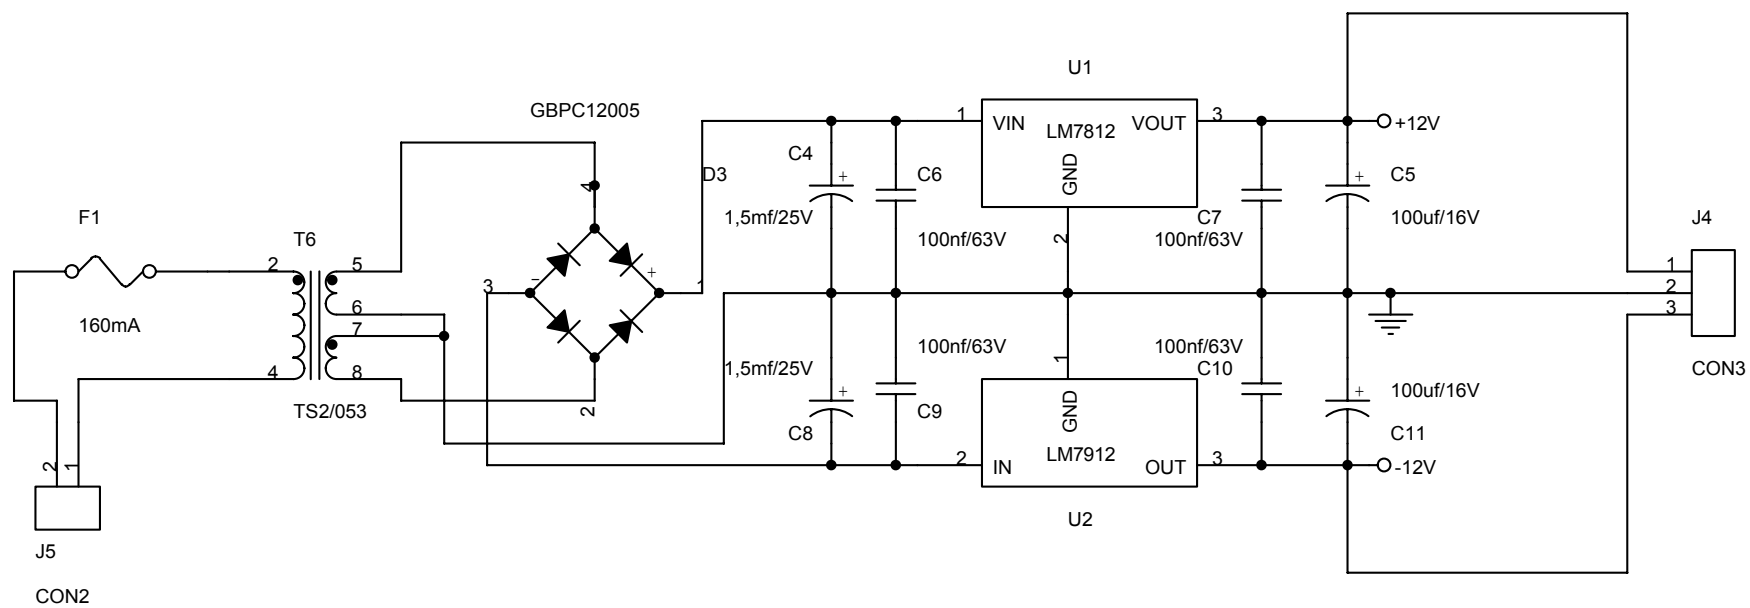 U1
GBPC12005
1
VIN
LM7812
VOUT
3
+12V
GND
C4
+
D3
C6
+
C5
4
F1
1,5mf/25V
C7
100uf/16V
J4
T6
100nf/63V
2
100nf/63V
2
5
-
+
1
3
1
2
3
6
160mA
7
100nf/63V
1
100nf/63V
4
8
1,5mf/25V
C10
CON3
+
+
100uf/16V
TS2/053
2
C9
GND
C8
C11
2
1
2
IN
LM7912
OUT
3
-12V
U2
J5
CON2